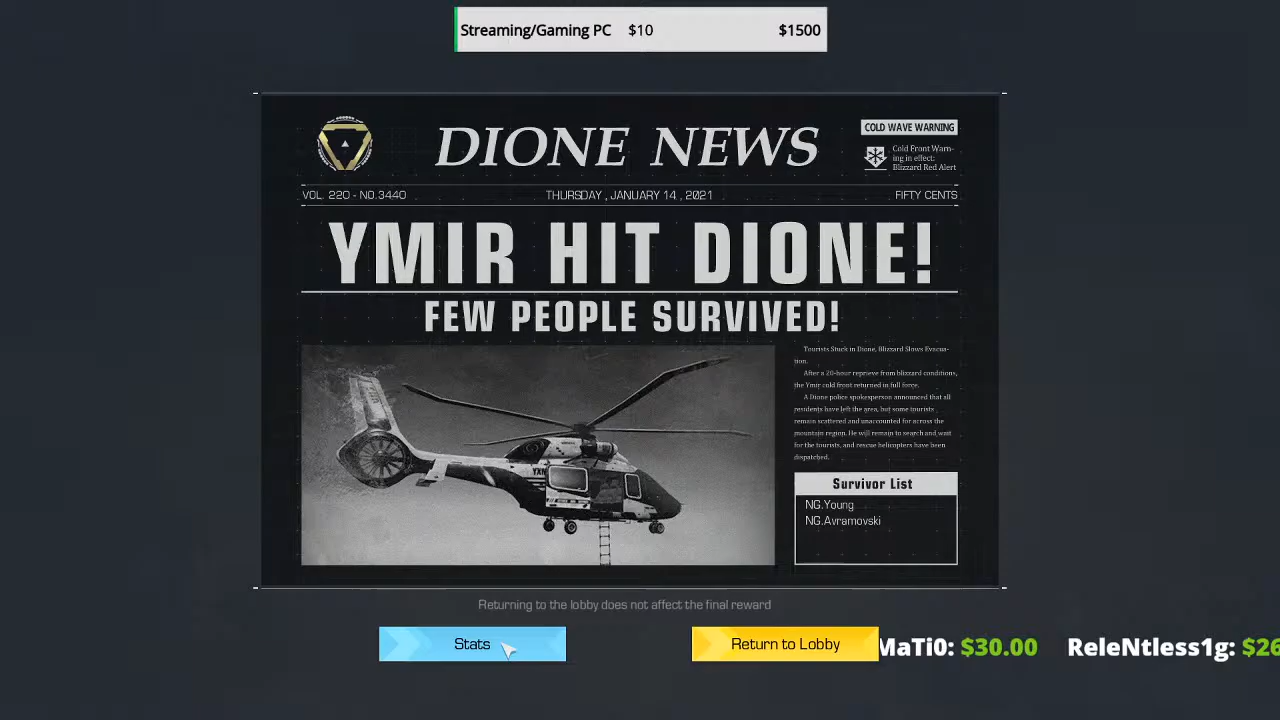 Streaming/Gaming PC $10 $1500
DIONE NEWS
COLD WAVE WARNING
Cold Front Warn-
ing in effect:
Blizzard Red Alert
VOL. 220 - NO.3440 THURSDAY , JANUARY 14 , 2021 FIFTY CENTS
YMIR HIT DIONE!
FEW PEOPLE SURVIVED!
Tourists Stuck in Dione, Blizzard Slows Evacua-
tion.
After a 20-hour reprieve from blizzard conditions,
the Ymir cold front returned in full force.
A Dione police spokesperson announced that all
residents have left the area, but some tourists
remain scattered and unaccounted for across the
mountain region. He will remain to search and wait
for the tourists, and rescue helicopters have been
dispatched.
Survivor List
NG.Young
NG.Avramovski
Returning to the lobby does not affect the final reward
Stats
Return to Lobby
MaTi0: $30.00 ReleNtless1g: $26